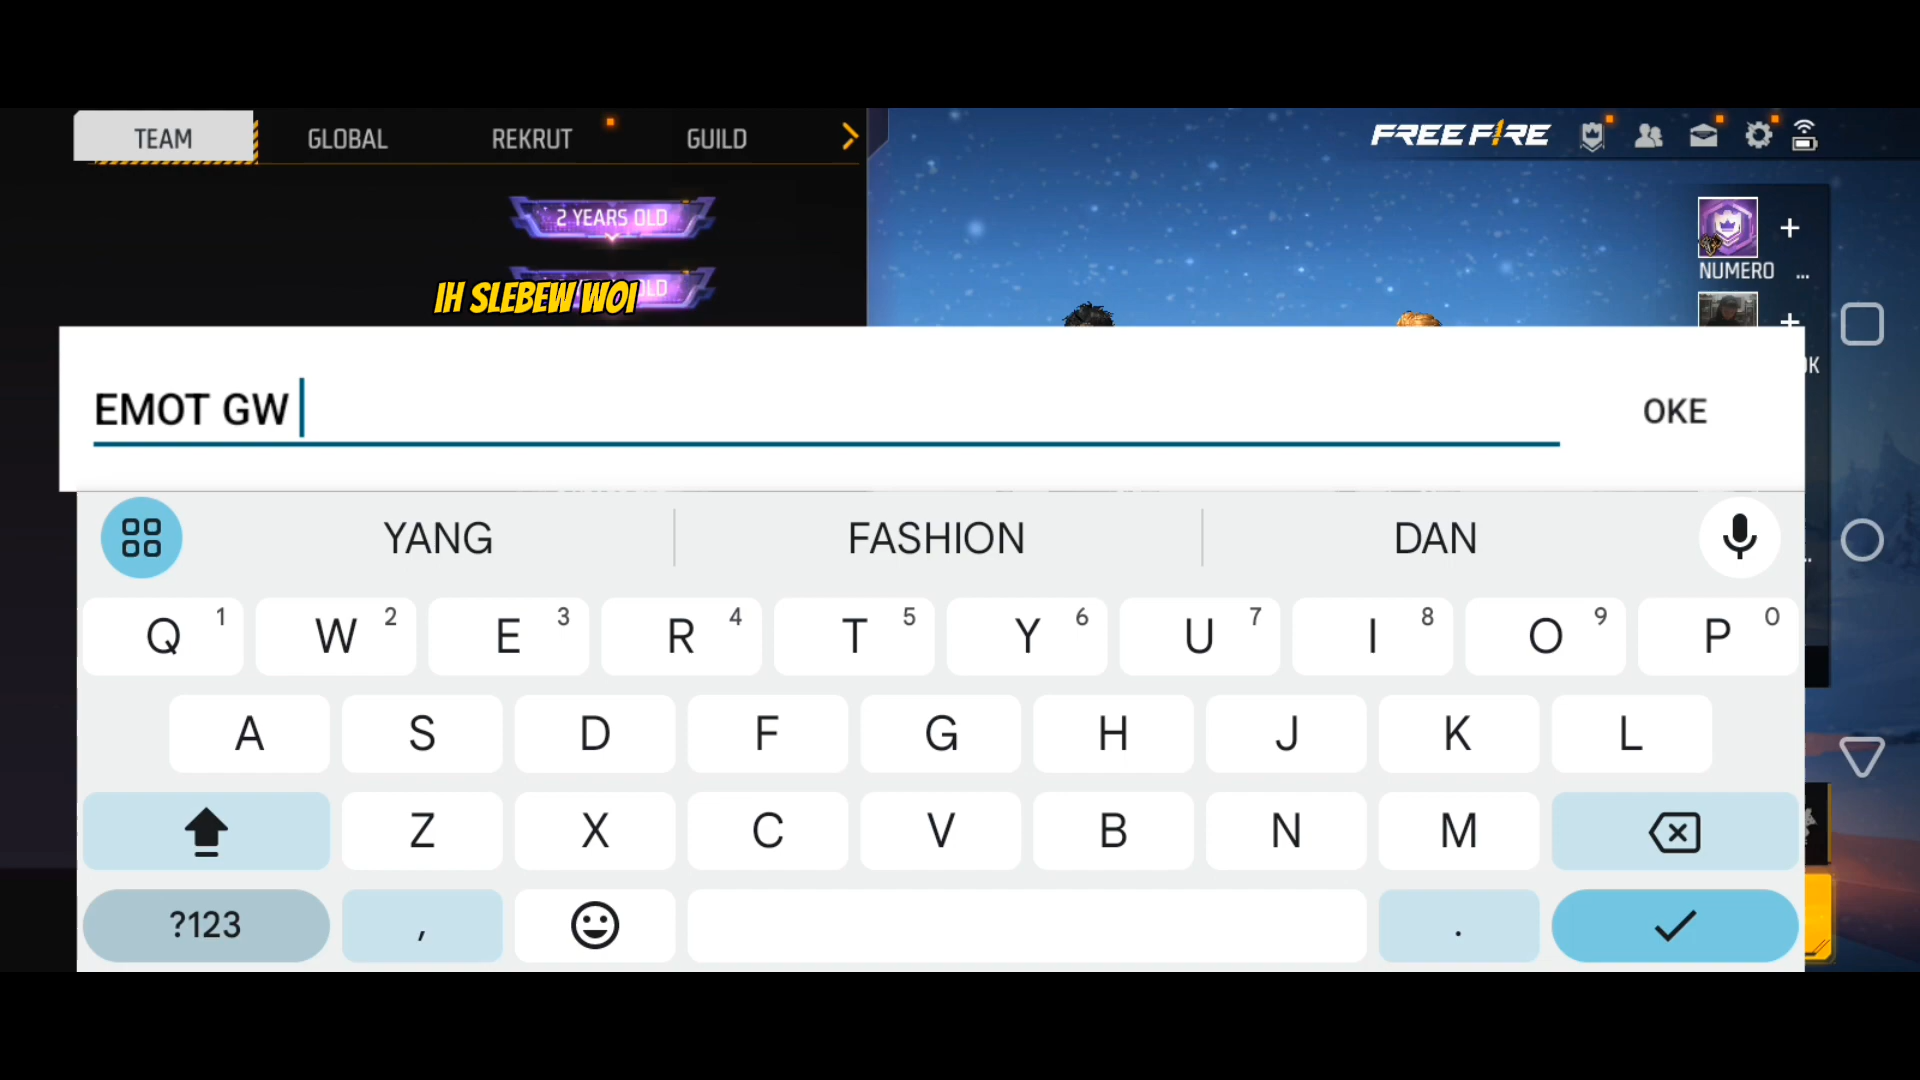 TEAM GLOBAL REKRUT GUILD
FREE FIRE
2 YEARS OLD
NUMERO ...
OLD
IH SLEBEW WOI
EMOT GW
OKE
YANG FASHION DAN
Q 1 W 2 E 3 R 4 T 5 Y 6 U 7 I 8 O 9 P 0
A S D F G H J K L
Z X C V B N M
?123 , .